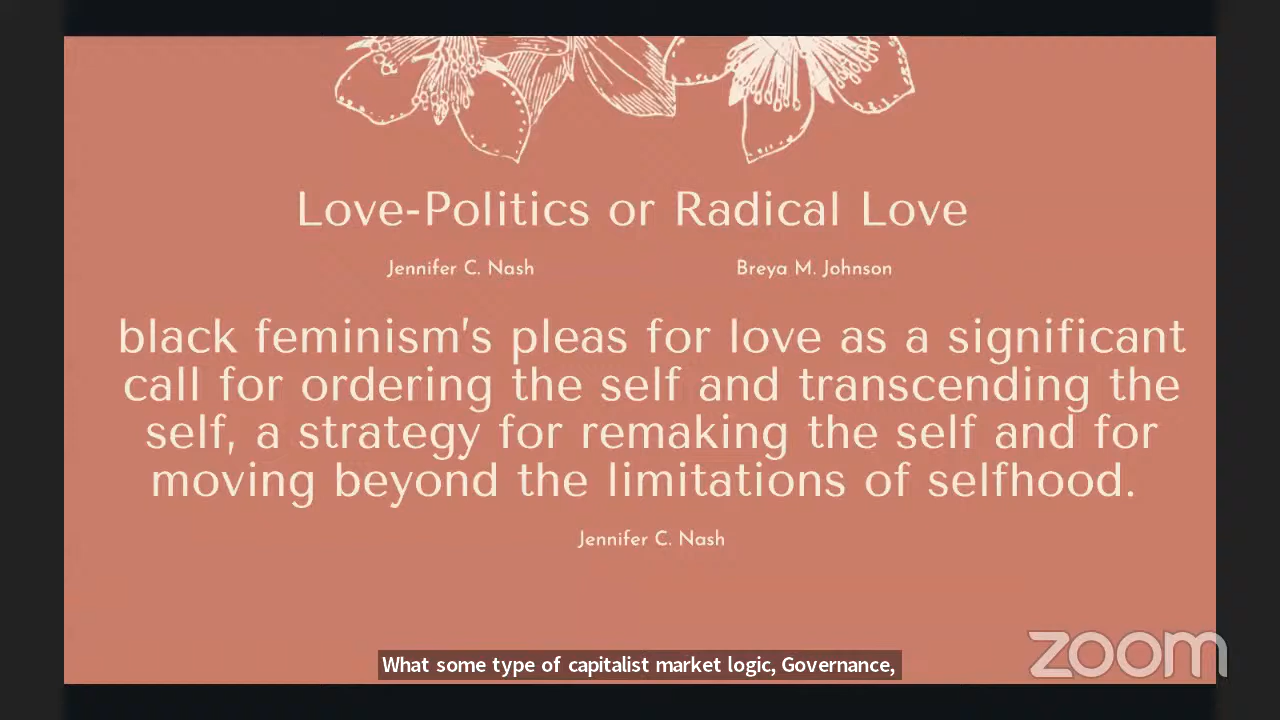 Love-Politics or Radical Love
Jennifer C. Nash Breya M. Johnson
black feminism's pleas for love as a significant
call for ordering the self and transcending the
self, a strategy for remaking the self and for
moving beyond the limitations of selfhood.
Jennifer C. Nash
zoom
What some type of capitalist market logic, Governance,